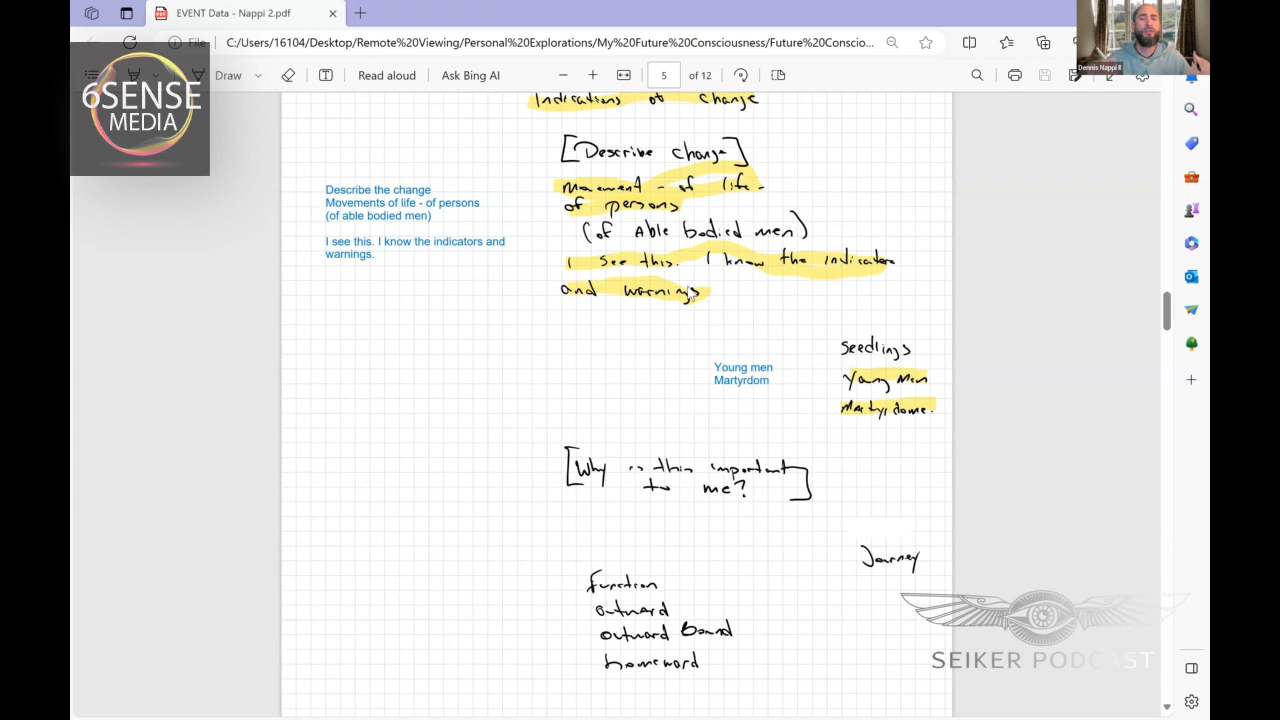 EVENT Data - Nappi 2.pdf
File
C:/Users/16104/Desktop/Remote%20Viewing/Personal%20Explorations/My%20Future%20Consciousness/Future%20Conscio...
Draw
Read aloud
Ask Bing AI
5
of 12
6SENSE
MEDIA
Dennis Nappi II
Indications of change
[Describe change]
Describe the change
Movements of life - of persons
(of able bodied men)
I see this. I know the indicators and
warnings.
Movement - of life -
of persons
(of Able bodied men)
I see this. I know the indicators
and warnings
Seedlings
Young men
Martyrdom
Young Men
Martyrdome.
[Why is this important
to me?]
Journey
function
outward
outward Bound
homeward
SEIKER PODCAST